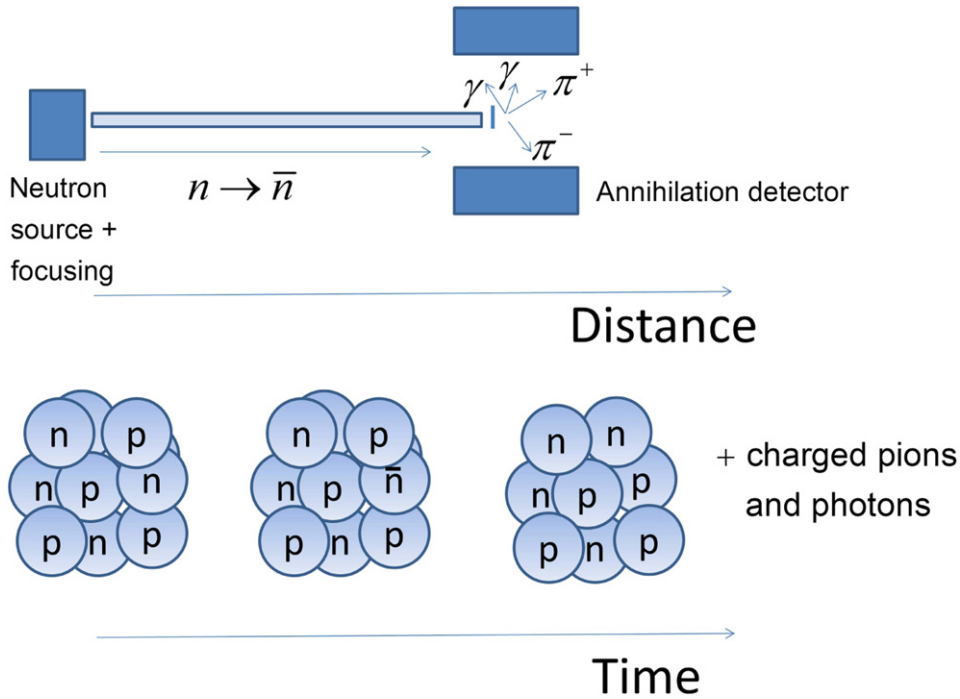 γ γ π⁺
π⁻
n → n̅
Neutron
source +
focusing
Annihilation detector
Distance
n p
n p n
p n p
n p
n p n̅
p n p
n n
n p p
p n p
+ charged pions
and photons
Time